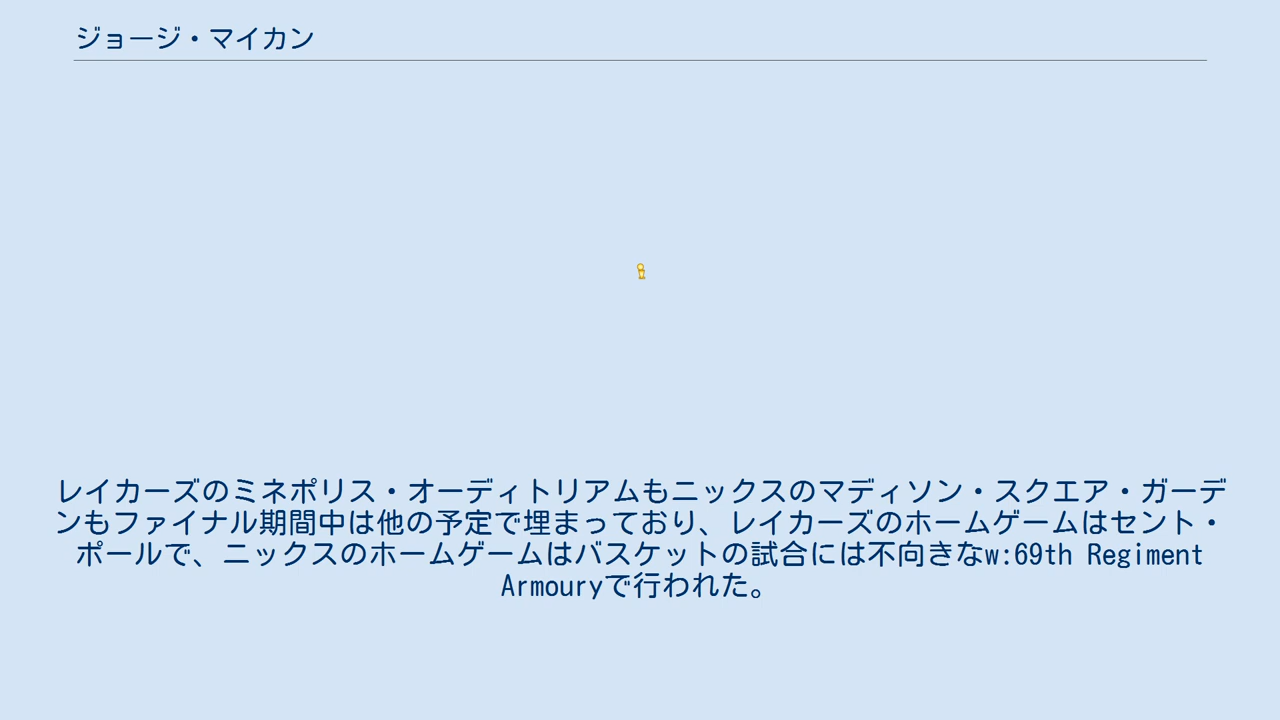 ジョージ・マイカン
レイカーズのミネポリス・オーディトリアムもニックスのマディソン・スクエア・ガーデ
ンもファイナル期間中は他の予定で埋まっており、レイカーズのホームゲームはセント・
ポールで、ニックスのホームゲームはバスケットの試合には不向きなw:69th Regiment
Armouryで行われた。